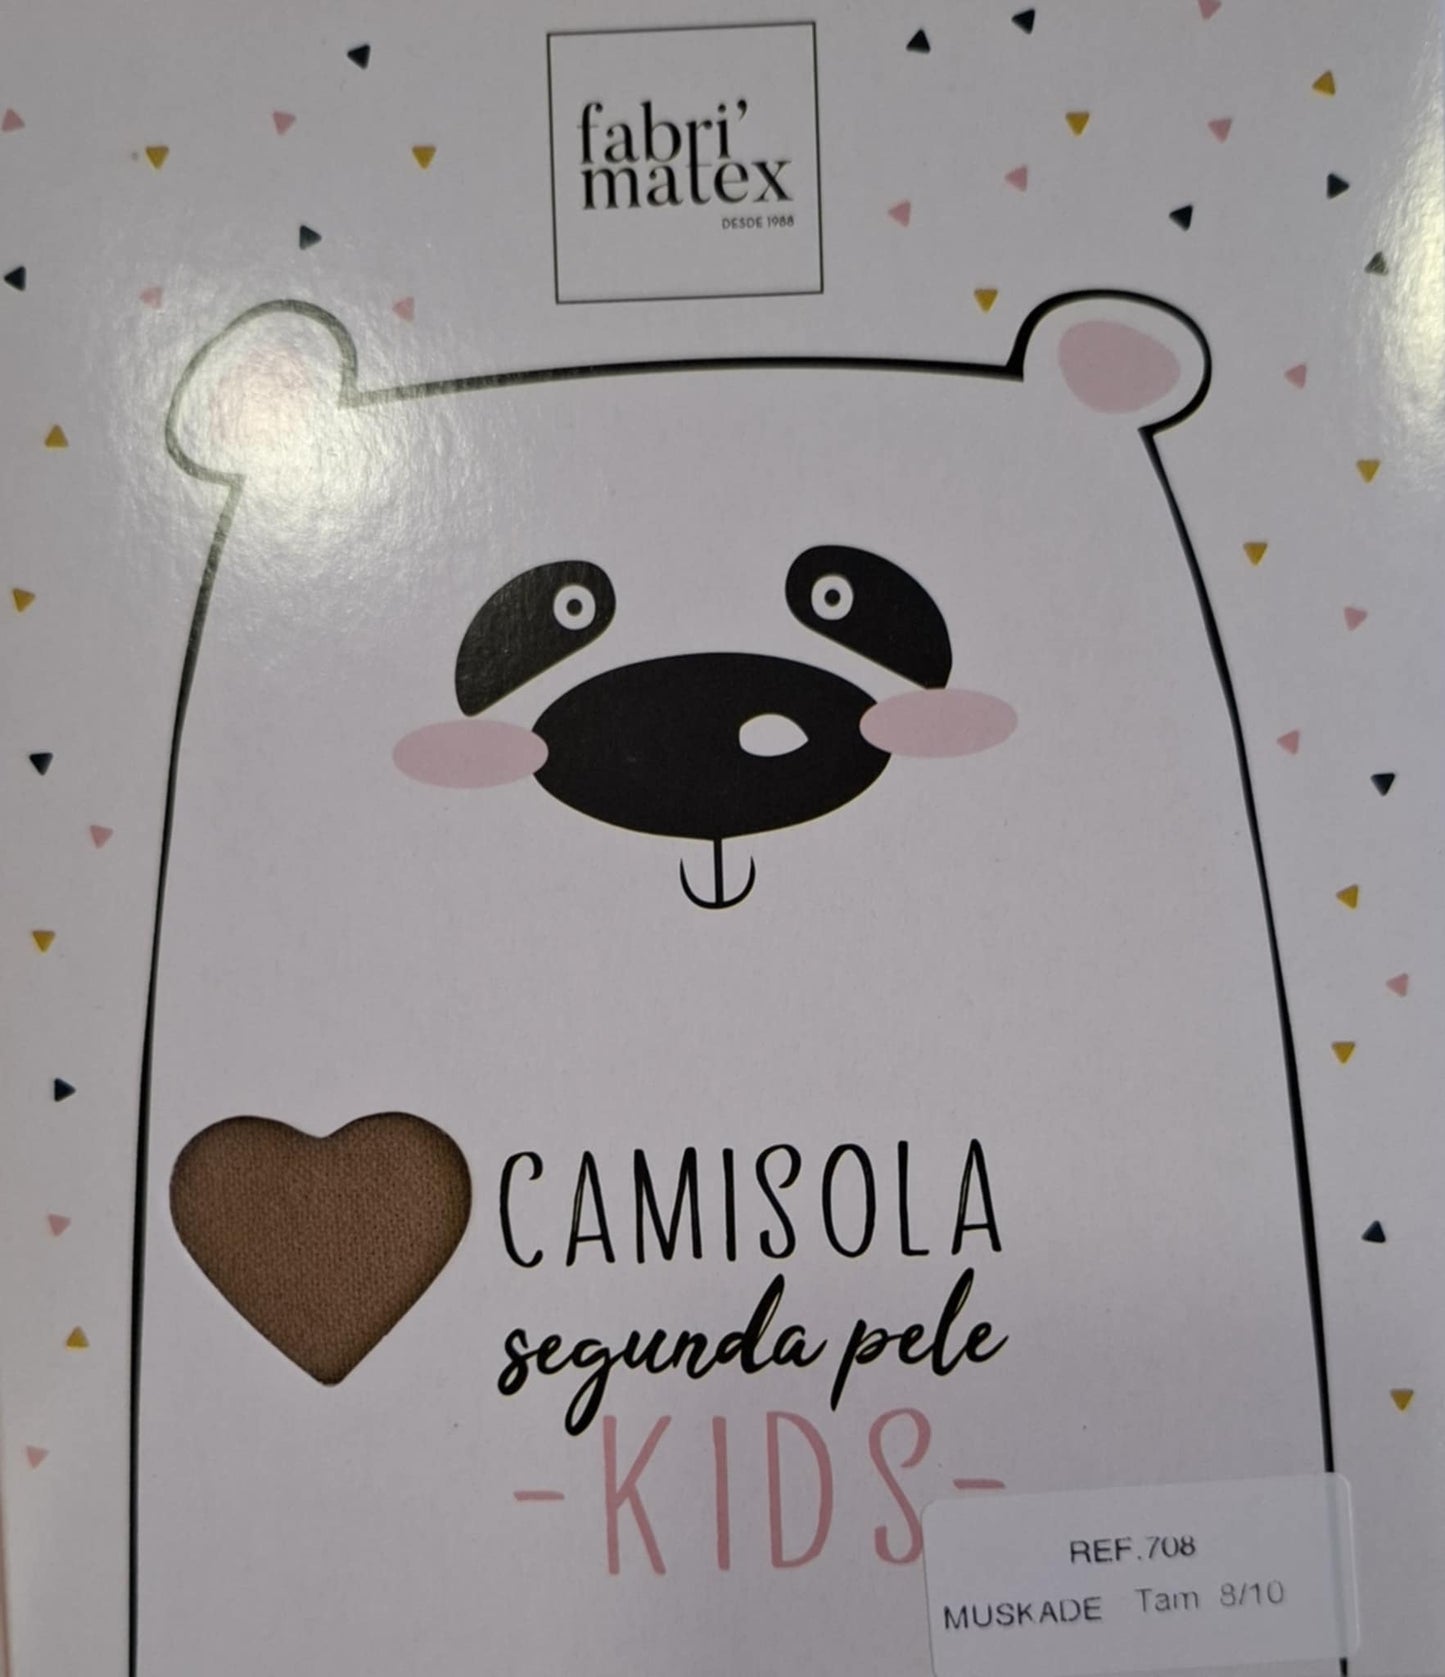 fabri'
matex
DESDE 1988
CAMISOLA
segunda pele
-KIDS-
REF.708
MUSKADE Tam 8/10